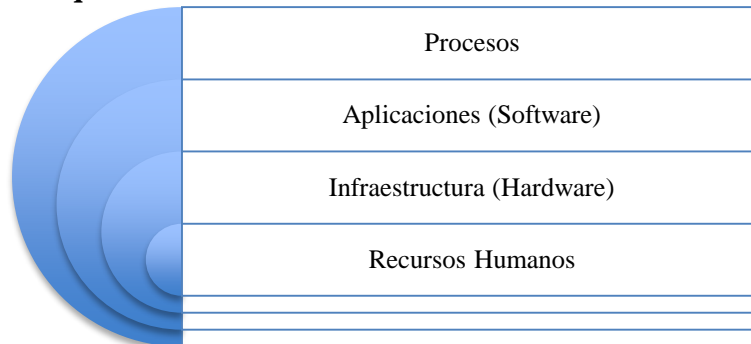 Procesos
Aplicaciones (Software)
Infraestructura (Hardware)
Recursos Humanos